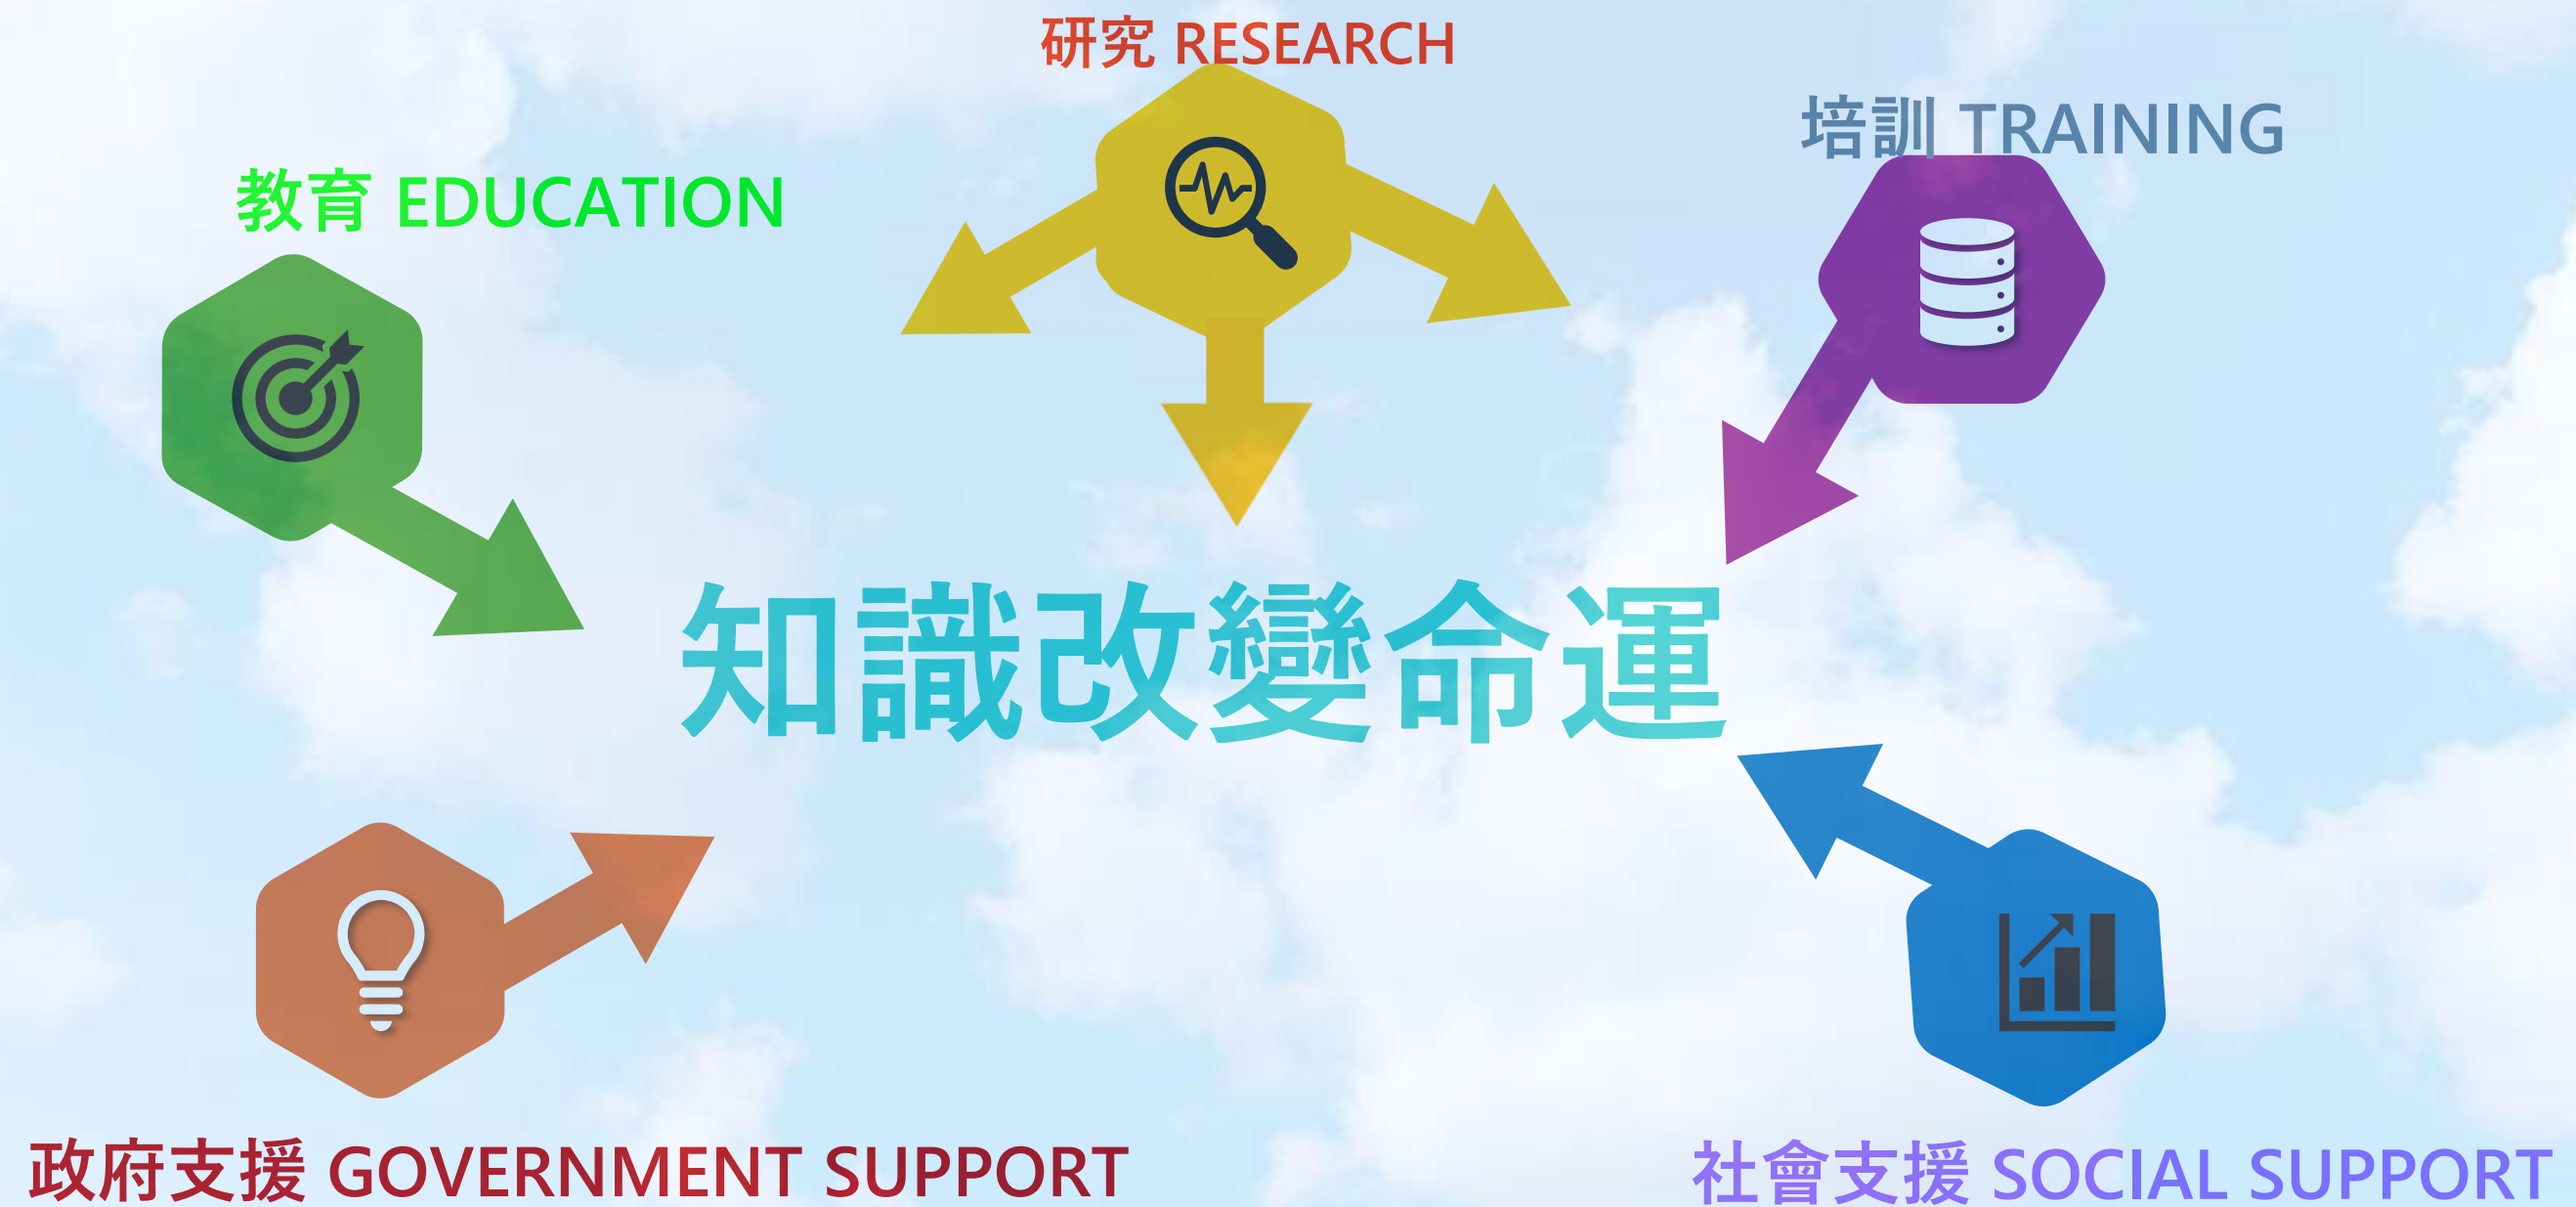 研究 RESEARCH
培訓 TRAINING
教育 EDUCATION
知識改變命運
政府支援 GOVERNMENT SUPPORT
社會支援 SOCIAL SUPPORT